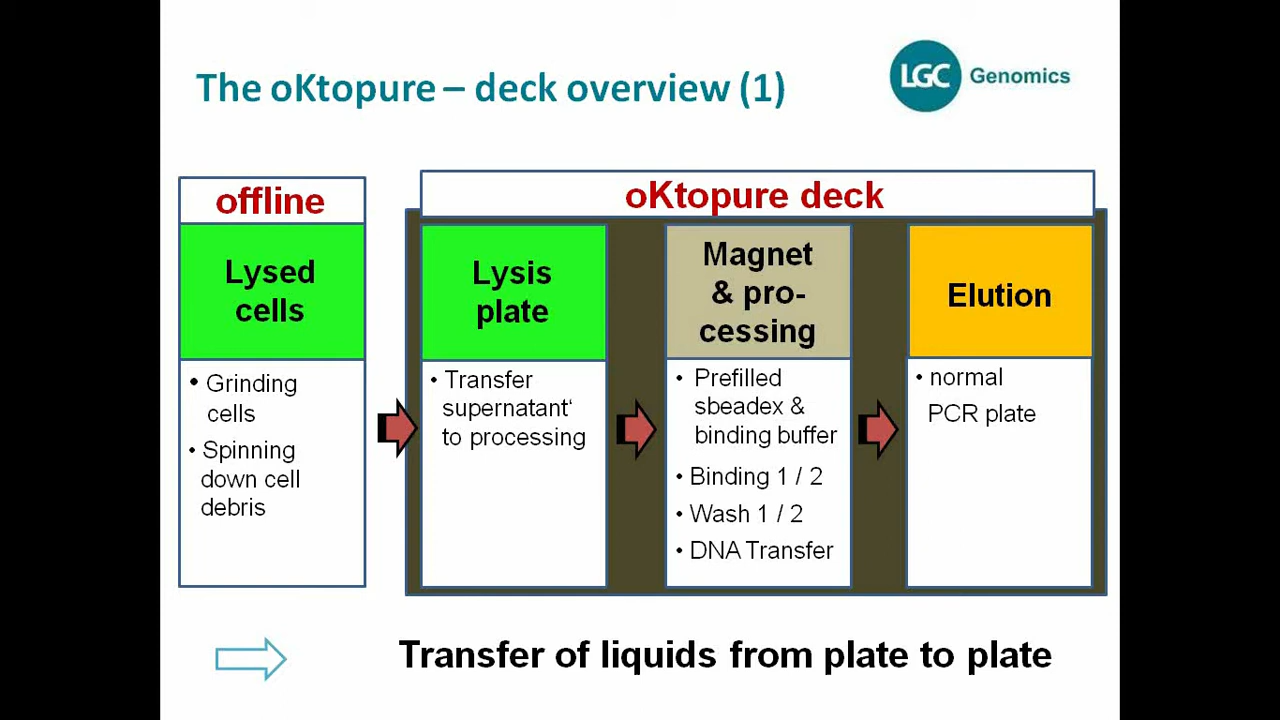 The oKtopure – deck overview (1)
LGC Genomics
offline
oKtopure deck
Lysed
cells
• Grinding
cells
• Spinning
down cell
debris
Lysis
plate
• Transfer
supernatant‘
to processing
Magnet
& pro-
cessing
• Prefilled
sbeadex &
binding buffer
• Binding 1 / 2
• Wash 1 / 2
• DNA Transfer
Elution
• normal
PCR plate
Transfer of liquids from plate to plate